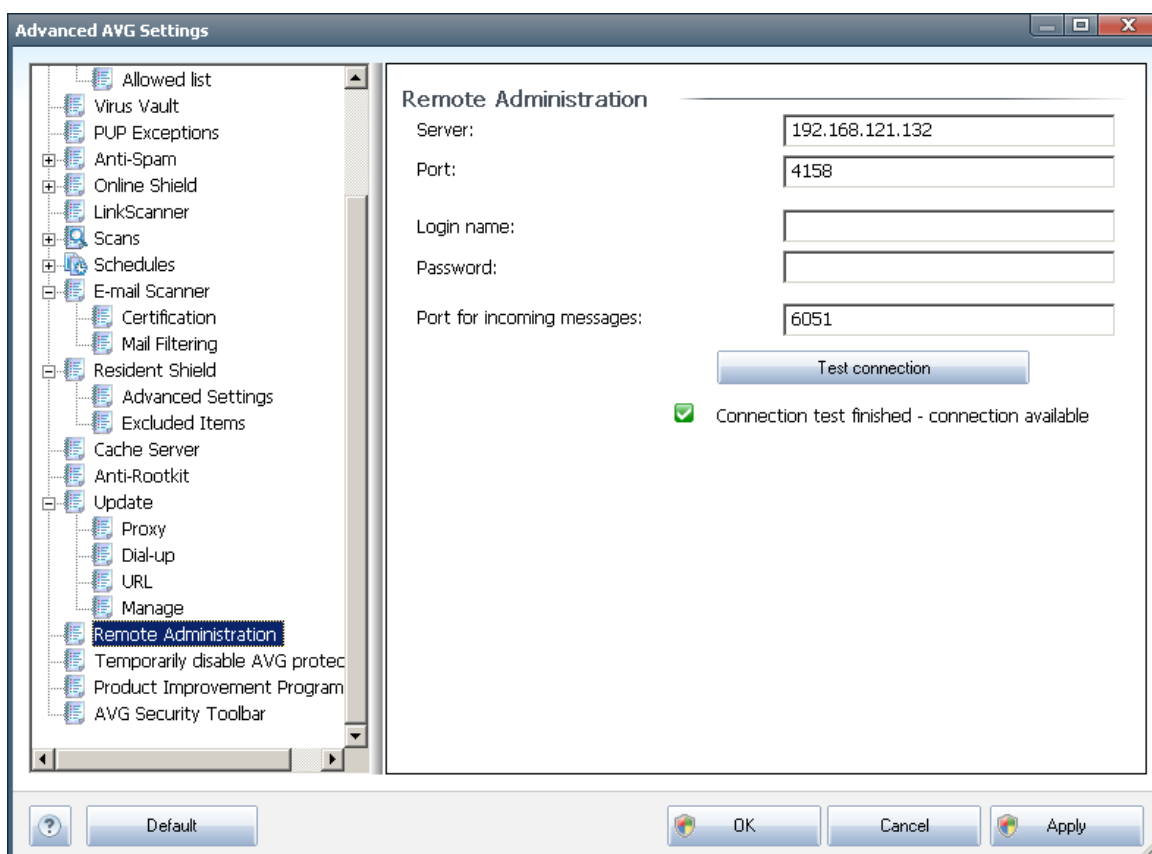 Advanced AVG Settings
Allowed list
Virus Vault
PUP Exceptions
Anti-Spam
Online Shield
LinkScanner
Scans
Schedules
E-mail Scanner
Certification
Mail Filtering
Resident Shield
Advanced Settings
Excluded Items
Cache Server
Anti-Rootkit
Update
Proxy
Dial-up
URL
Manage
Remote Administration
Temporarily disable AVG protec
Product Improvement Program
AVG Security Toolbar
Remote Administration
Server: 192.168.121.132
Port: 4158
Login name:
Password:
Port for incoming messages: 6051
Test connection
Connection test finished - connection available
? Default OK Cancel Apply